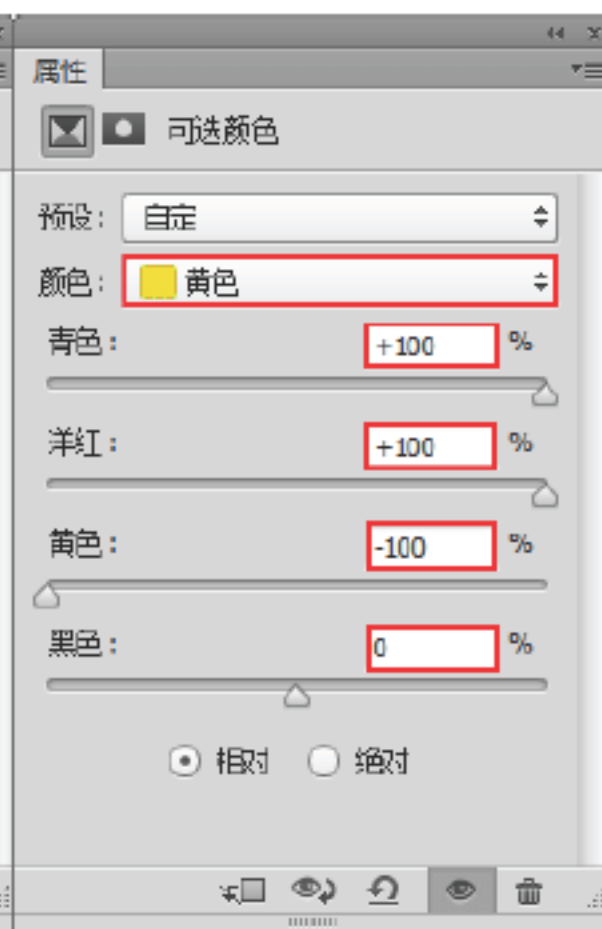 属性
可选颜色
预设: 自定
颜色: 黄色
青色: +100 %
洋红: +100 %
黄色: -100 %
黑色: 0 %
相对 绝对